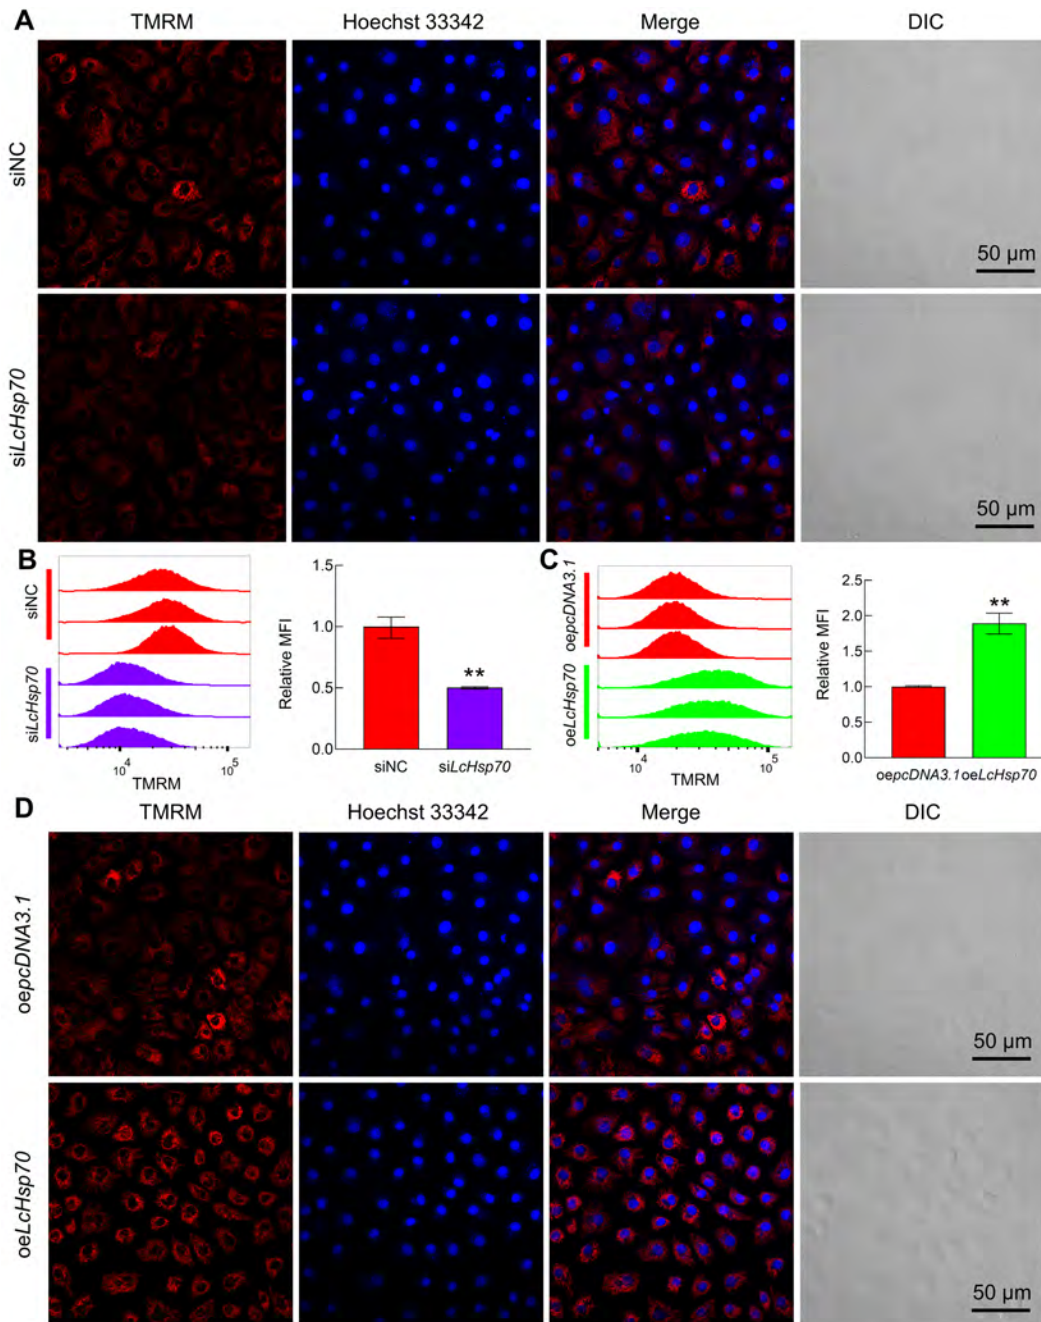 A
TMRM Hoechst 33342 Merge DIC
siNC
50 µm
siLcHsp70
50 µm
B
siNC
siLcHsp70
10^4 10^5
TMRM
Relative MFI
1.5
1.0
0.5
0.0
**
siNC siLcHsp70
C
oepcDNA3.1
oeLcHsp70
10^4 10^5
TMRM
Relative MFI
2.5
2.0
1.5
1.0
0.5
0.0
**
oepcDNA3.1 oeLcHsp70
D
TMRM Hoechst 33342 Merge DIC
oepcDNA3.1
50 µm
oeLcHsp70
50 µm